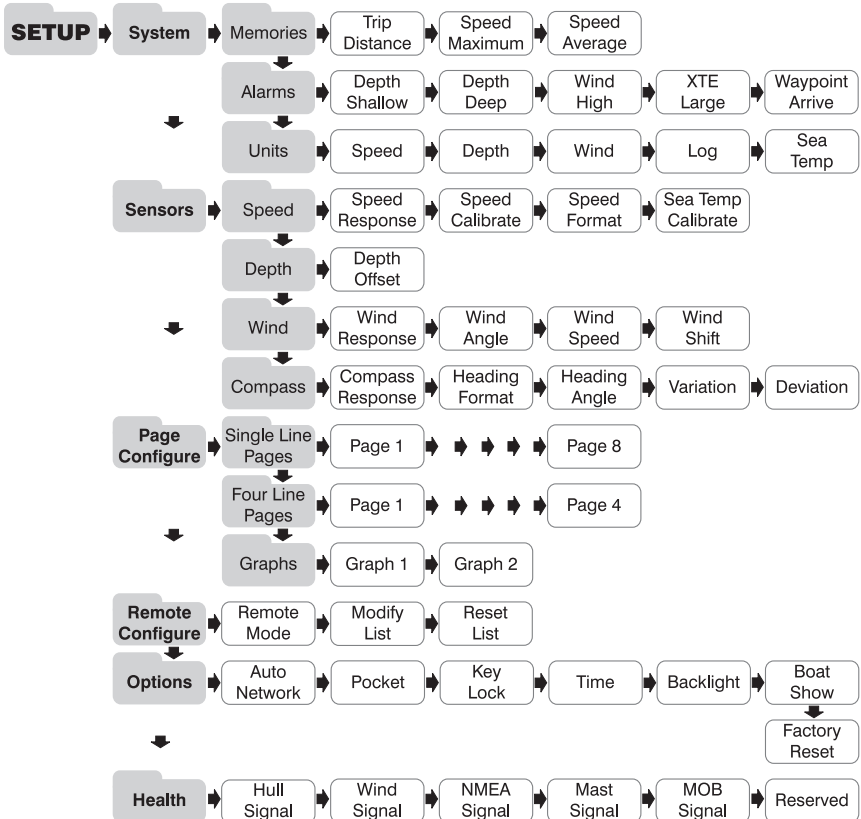 SETUP System Memories Trip Distance Speed Maximum Speed Average
Alarms Depth Shallow Depth Deep Wind High XTE Large Waypoint Arrive
Units Speed Depth Wind Log Sea Temp
Sensors Speed Speed Response Speed Calibrate Speed Format Sea Temp Calibrate
Depth Depth Offset
Wind Wind Response Wind Angle Wind Speed Wind Shift
Compass Compass Response Heading Format Heading Angle Variation Deviation
Page Configure Single Line Pages Page 1 Page 8
Four Line Pages Page 1 Page 4
Graphs Graph 1 Graph 2
Remote Configure Remote Mode Modify List Reset List
Options Auto Network Pocket Key Lock Time Backlight Boat Show
Factory Reset
Health Hull Signal Wind Signal NMEA Signal Mast Signal MOB Signal Reserved